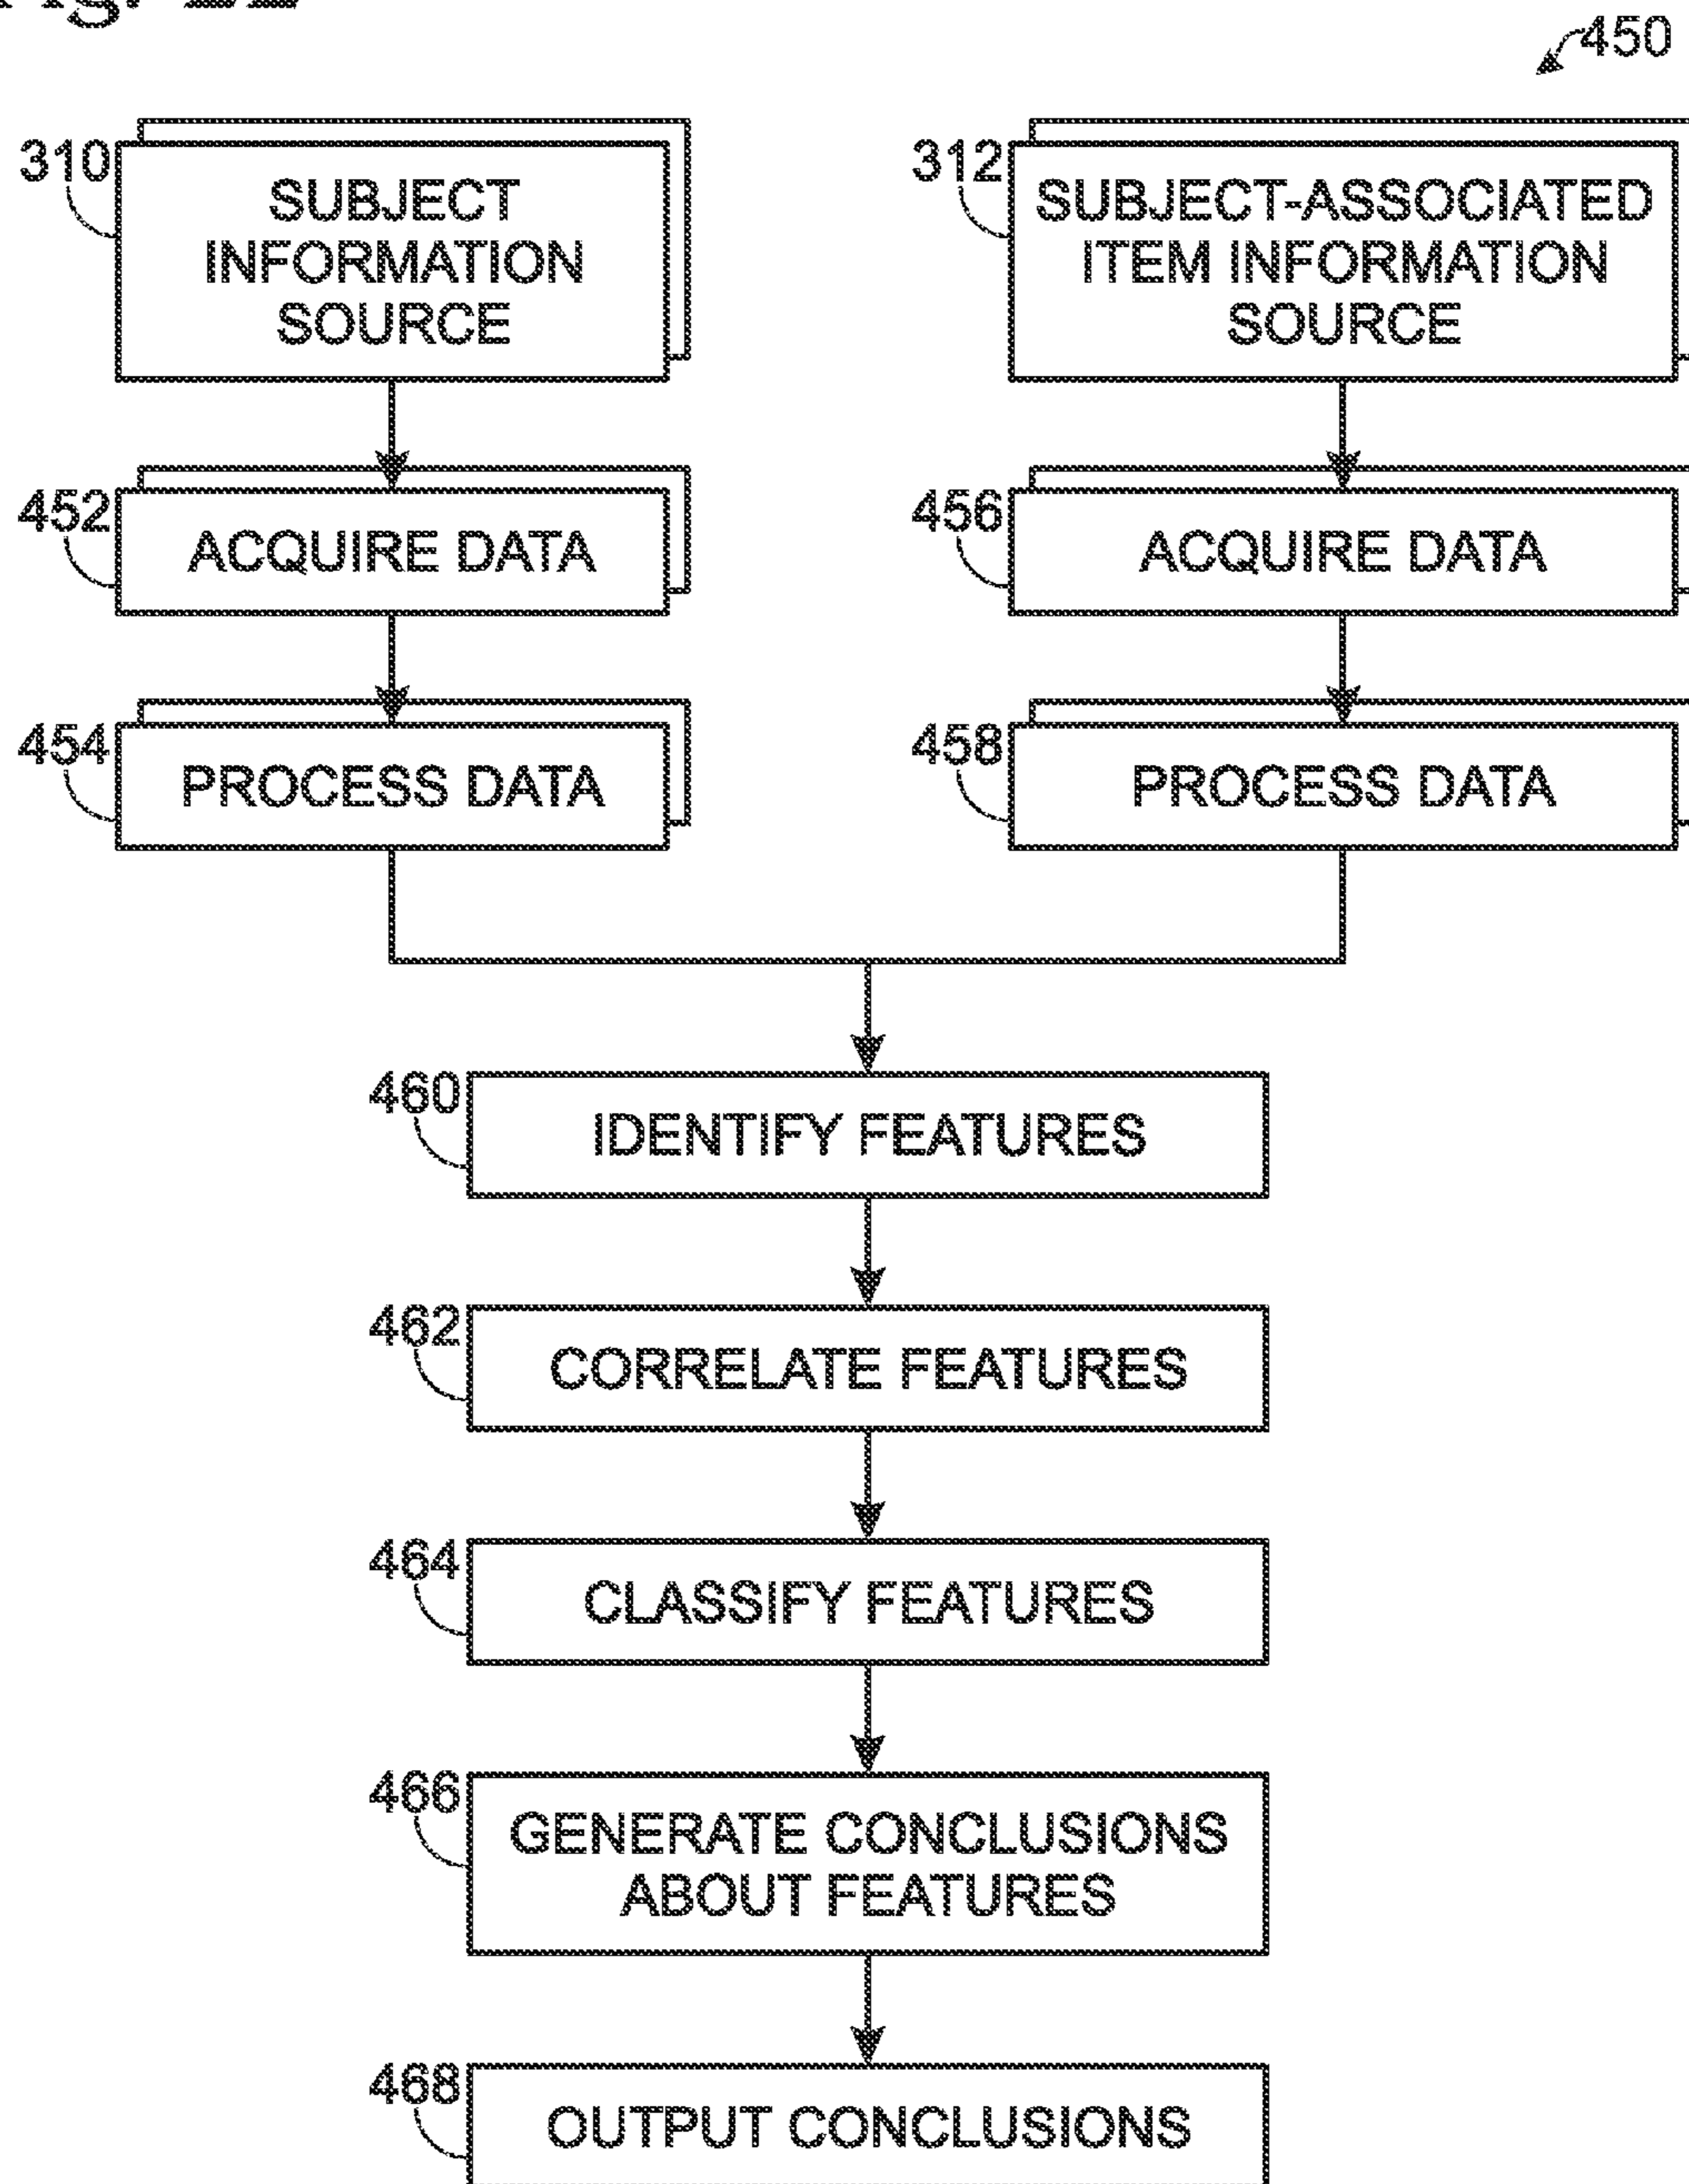 450
310
SUBJECT
INFORMATION
SOURCE
312
SUBJECT-ASSOCIATED
ITEM INFORMATION
SOURCE
452
ACQUIRE DATA
456
ACQUIRE DATA
454
PROCESS DATA
458
PROCESS DATA
460
IDENTIFY FEATURES
462
CORRELATE FEATURES
464
CLASSIFY FEATURES
466
GENERATE CONCLUSIONS
ABOUT FEATURES
468
OUTPUT CONCLUSIONS